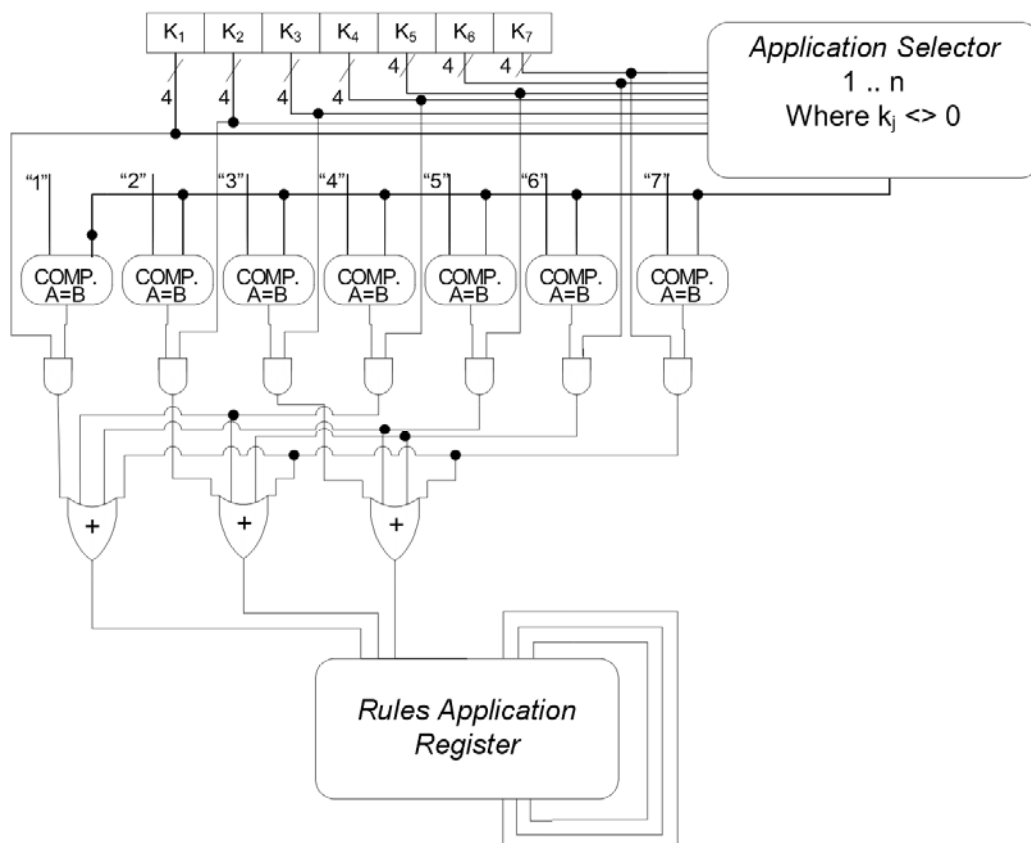 K₁ K₂ K₃ K₄ K₅ K₆ K₇
4 4 4
4 4 4 4
Application Selector
1 .. n
Where kⱼ <> 0
“1” “2” “3” “4” “5” “6” “7”
COMP. COMP. COMP. COMP. COMP. COMP. COMP.
A=B A=B A=B A=B A=B A=B A=B
+ + +
Rules Application
Register